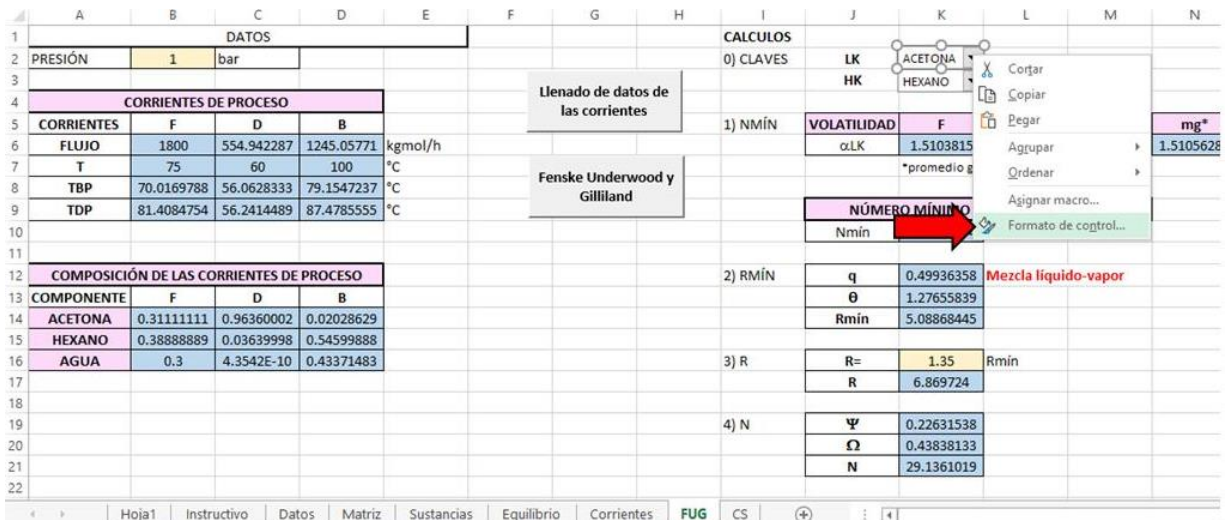 A B C D E F G H I J K L M N
1 DATOS CALCULOS
2 PRESIÓN 1 bar 0) CLAVES LK ACETONA
3 HK HEXANO
4 CORRIENTES DE PROCESO
5 CORRIENTES F D B 1) NMÍN VOLATILIDAD F mg*
6 FLUJO 1800 554.942287 1245.05771 kgmol/h αLK 1.5103815 1.5105628
7 T 75 60 100 °C *promedio g
8 TBP 70.0169788 56.0628333 79.1547237 °C
9 TDP 81.4084754 56.2414489 87.4785555 °C NÚMERO MÍNIMO
10 Nmín
11
12 COMPOSICIÓN DE LAS CORRIENTES DE PROCESO 2) RMÍN q 0.49936358 Mezcla líquido-vapor
13 COMPONENTE F D B θ 1.27655839
14 ACETONA 0.31111111 0.96360002 0.02028629 Rmín 5.08868445
15 HEXANO 0.38888889 0.03639998 0.54599888
16 AGUA 0.3 4.3542E-10 0.43371483 3) R R= 1.35 Rmín
17 R 6.869724
18
19 4) N Ψ 0.22631538
20 Ω 0.43838133
21 N 29.1361019
22
Llenado de datos de
las corrientes
Fenske Underwood y
Gilliland
Cortar
Copiar
Pegar
Agrupar
Ordenar
Asignar macro...
Formato de control...
Hoja1 Instructivo Datos Matriz Sustancias Equilibrio Corrientes FUG CS